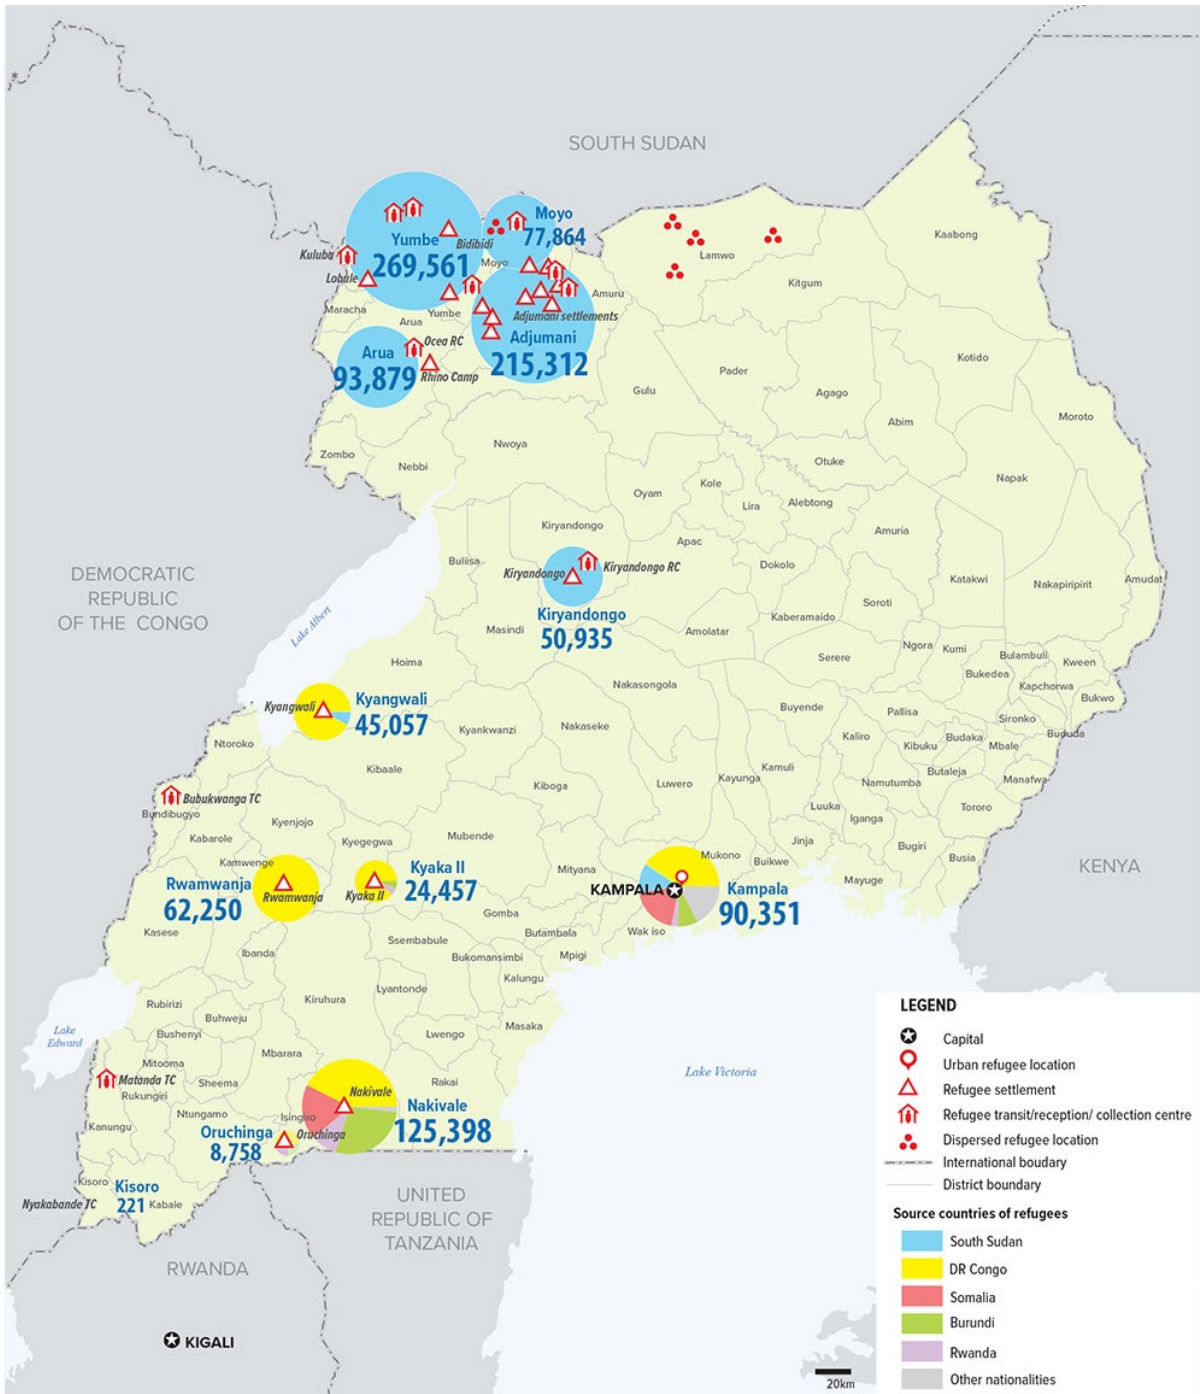 *
SOUTH SUDAN
Kaabong
Moyo
77,864
Yumbe
Bidibidi
269,561
Moyo
Kuluba
Lobule
Lamwo
Kitgum
Amuru
Maracha
Yumbe
Arua
Adjumani settlements
Adjumani
215,312
Ocea RC
Arua
93,879
Rhino Camp
Kotido
Pader
Gulu
Agago
Abim
Moroto
Nwoya
Zombo
Nebbi
Otuke
Napak
Kole
Oyam
Lira
Alebtong
Kiryandongo
Amuria
Apac
Buliisa
Kiryandongo
Kiryandongo RC
Dokolo
Katakwi
Nakapiripirit
Amudat
DEMOCRATIC
REPUBLIC
OF THE CONGO
Lake Albert
Kiryandongo
50,935
Soroti
Kaberamaido
Masindi
Amolatar
Ngora
Kumi
Serere
Bulambuli
Kween
Hoima
Bukedea
Kapchorwa
Nakasongola
Bukwo
Kyangwali
Kyangwali
45,057
Buyende
Pallisa
Sironko
Nakaseke
Kyankwanzi
Kaliro
Budaka
Bududa
Kibuku
Mbale
Ntoroko
Kibaale
Kamuli
Butaleja
Kayunga
Manafwa
Luwero
Namutumba
Kiboga
Bubukwanga TC
Luuka
Tororo
Bundibugyo
Iganga
Kyenjojo
Kabarole
Mubende
Kyegegwa
Jinja
Bugiri
Mukono
Buikwe
Busia
Kamwenge
Mityana
KENYA
Kyaka II
24,457
Kyaka II
Rwamwanja
62,250
Rwamwanja
Mayuge
KAMPALA
Kampala
90,351
Gomba
Kasese
Butambala
Wak iso
Ssembabule
Ibanda
Bukomansimbi
Mpigi
Kalungu
Lyantonde
Kiruhura
Rubirizi
Buhweju
Masaka
Lake
Edward
Bushenyi
Lwengo
Mbarara
Mitooma
Lake Victoria
Matanda TC
Sheema
Rukungiri
Rakai
Nakivale
Nakivale
125,398
Ntungamo
Isingiro
Kanungu
Oruchinga
8,758
Oruchinga
Kisoro
Kisoro
221
Nyakabande TC
Kabale
UNITED
REPUBLIC OF
TANZANIA
RWANDA
KIGALI
LEGEND
Capital
Urban refugee location
Refugee settlement
Refugee transit/reception/ collection centre
Dispersed refugee location
International boudary
District boundary
Source countries of refugees
South Sudan
DR Congo
Somalia
Burundi
Rwanda
Other nationalities
20km